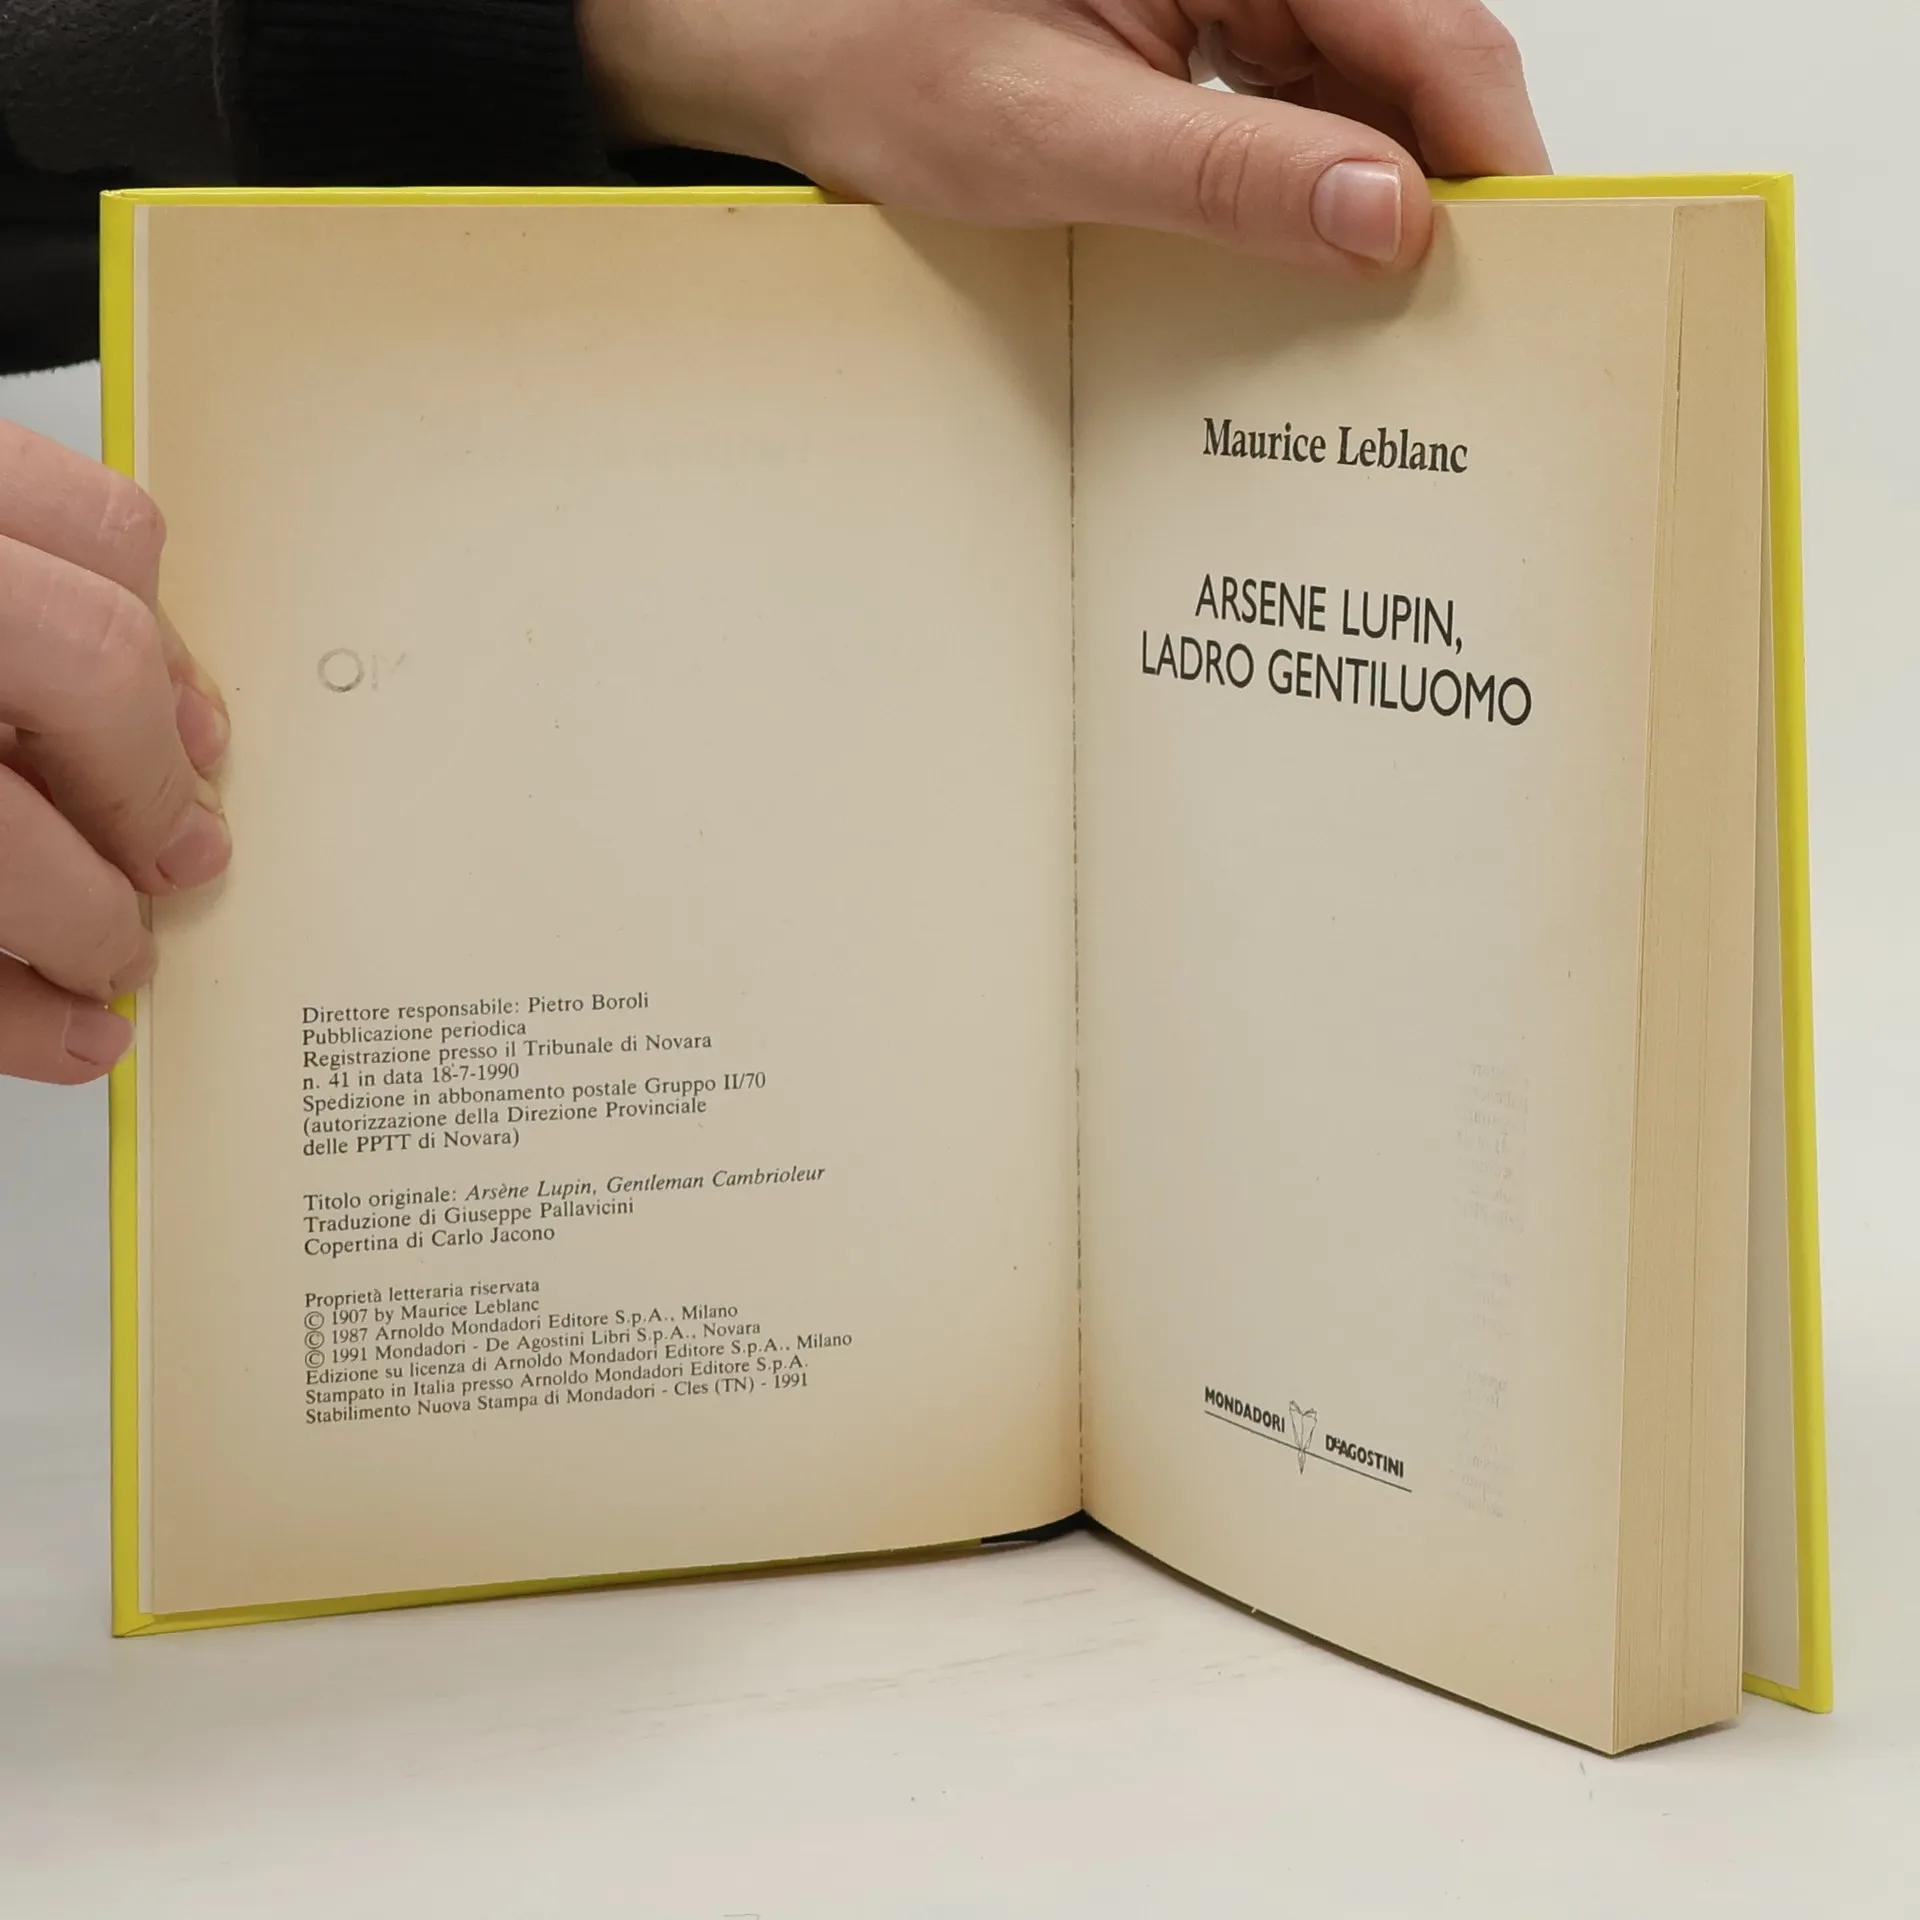 Direttore responsabile: Pietro Boroli
Pubblicazione periodica
Registrazione presso il Tribunale di Novara
n. 41 in data 18-7-1990
Spedizione in abbonamento postale Gruppo II/70
(autorizzazione della Direzione Provinciale
delle PPTT di Novara)
Titolo originale: Arsène Lupin, Gentleman Cambrioleur
Traduzione di Giuseppe Pallavicini
Copertina di Carlo Jacono
Proprietà letteraria riservata
© 1907 by Maurice Leblanc
© 1987 Arnoldo Mondadori Editore S.p.A., Milano
© 1991 Mondadori - De Agostini Libri S.p.A., Novara
Edizione su licenza di Arnoldo Mondadori Editore S.p.A., Milano
Stampato in Italia presso Arnoldo Mondadori Editore S.p.A.
Stabilimento Nuova Stampa di Mondadori - Cles (TN) - 1991
Maurice Leblanc
ARSENE LUPIN,
LADRO GENTILUOMO
MONDADORI DEAGOSTINI